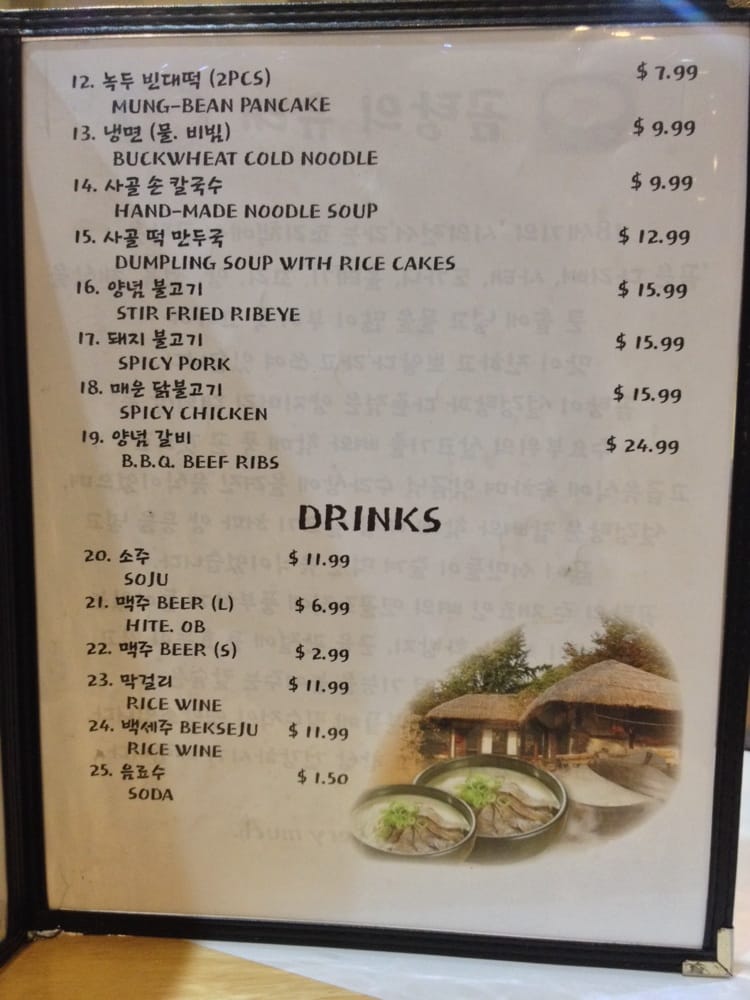 12. 녹두 빈대떡 (2PCS) $ 7.99
MUNG-BEAN PANCAKE
13. 냉면 (물. 비빔) $ 9.99
BUCKWHEAT COLD NOODLE
14. 사골 손 칼국수 $ 9.99
HAND-MADE NOODLE SOUP
15. 사골 떡 만두국 $ 12.99
DUMPLING SOUP WITH RICE CAKES
16. 양념 불고기 $ 15.99
STIR FRIED RIBEYE
17. 돼지 불고기 $ 15.99
SPICY PORK
18. 매운 닭불고기 $ 15.99
SPICY CHICKEN
19. 양념 갈비 $ 24.99
B.B.Q. BEEF RIBS
DRINKS
20. 소주 $ 11.99
SOJU
21. 맥주 BEER (L) $ 6.99
HITE. OB
22. 맥주 BEER (S) $ 2.99
23. 막걸리 $ 11.99
RICE WINE
24. 백세주 BEKSEJU $ 11.99
RICE WINE
25. 음료수 $ 1.50
SODA